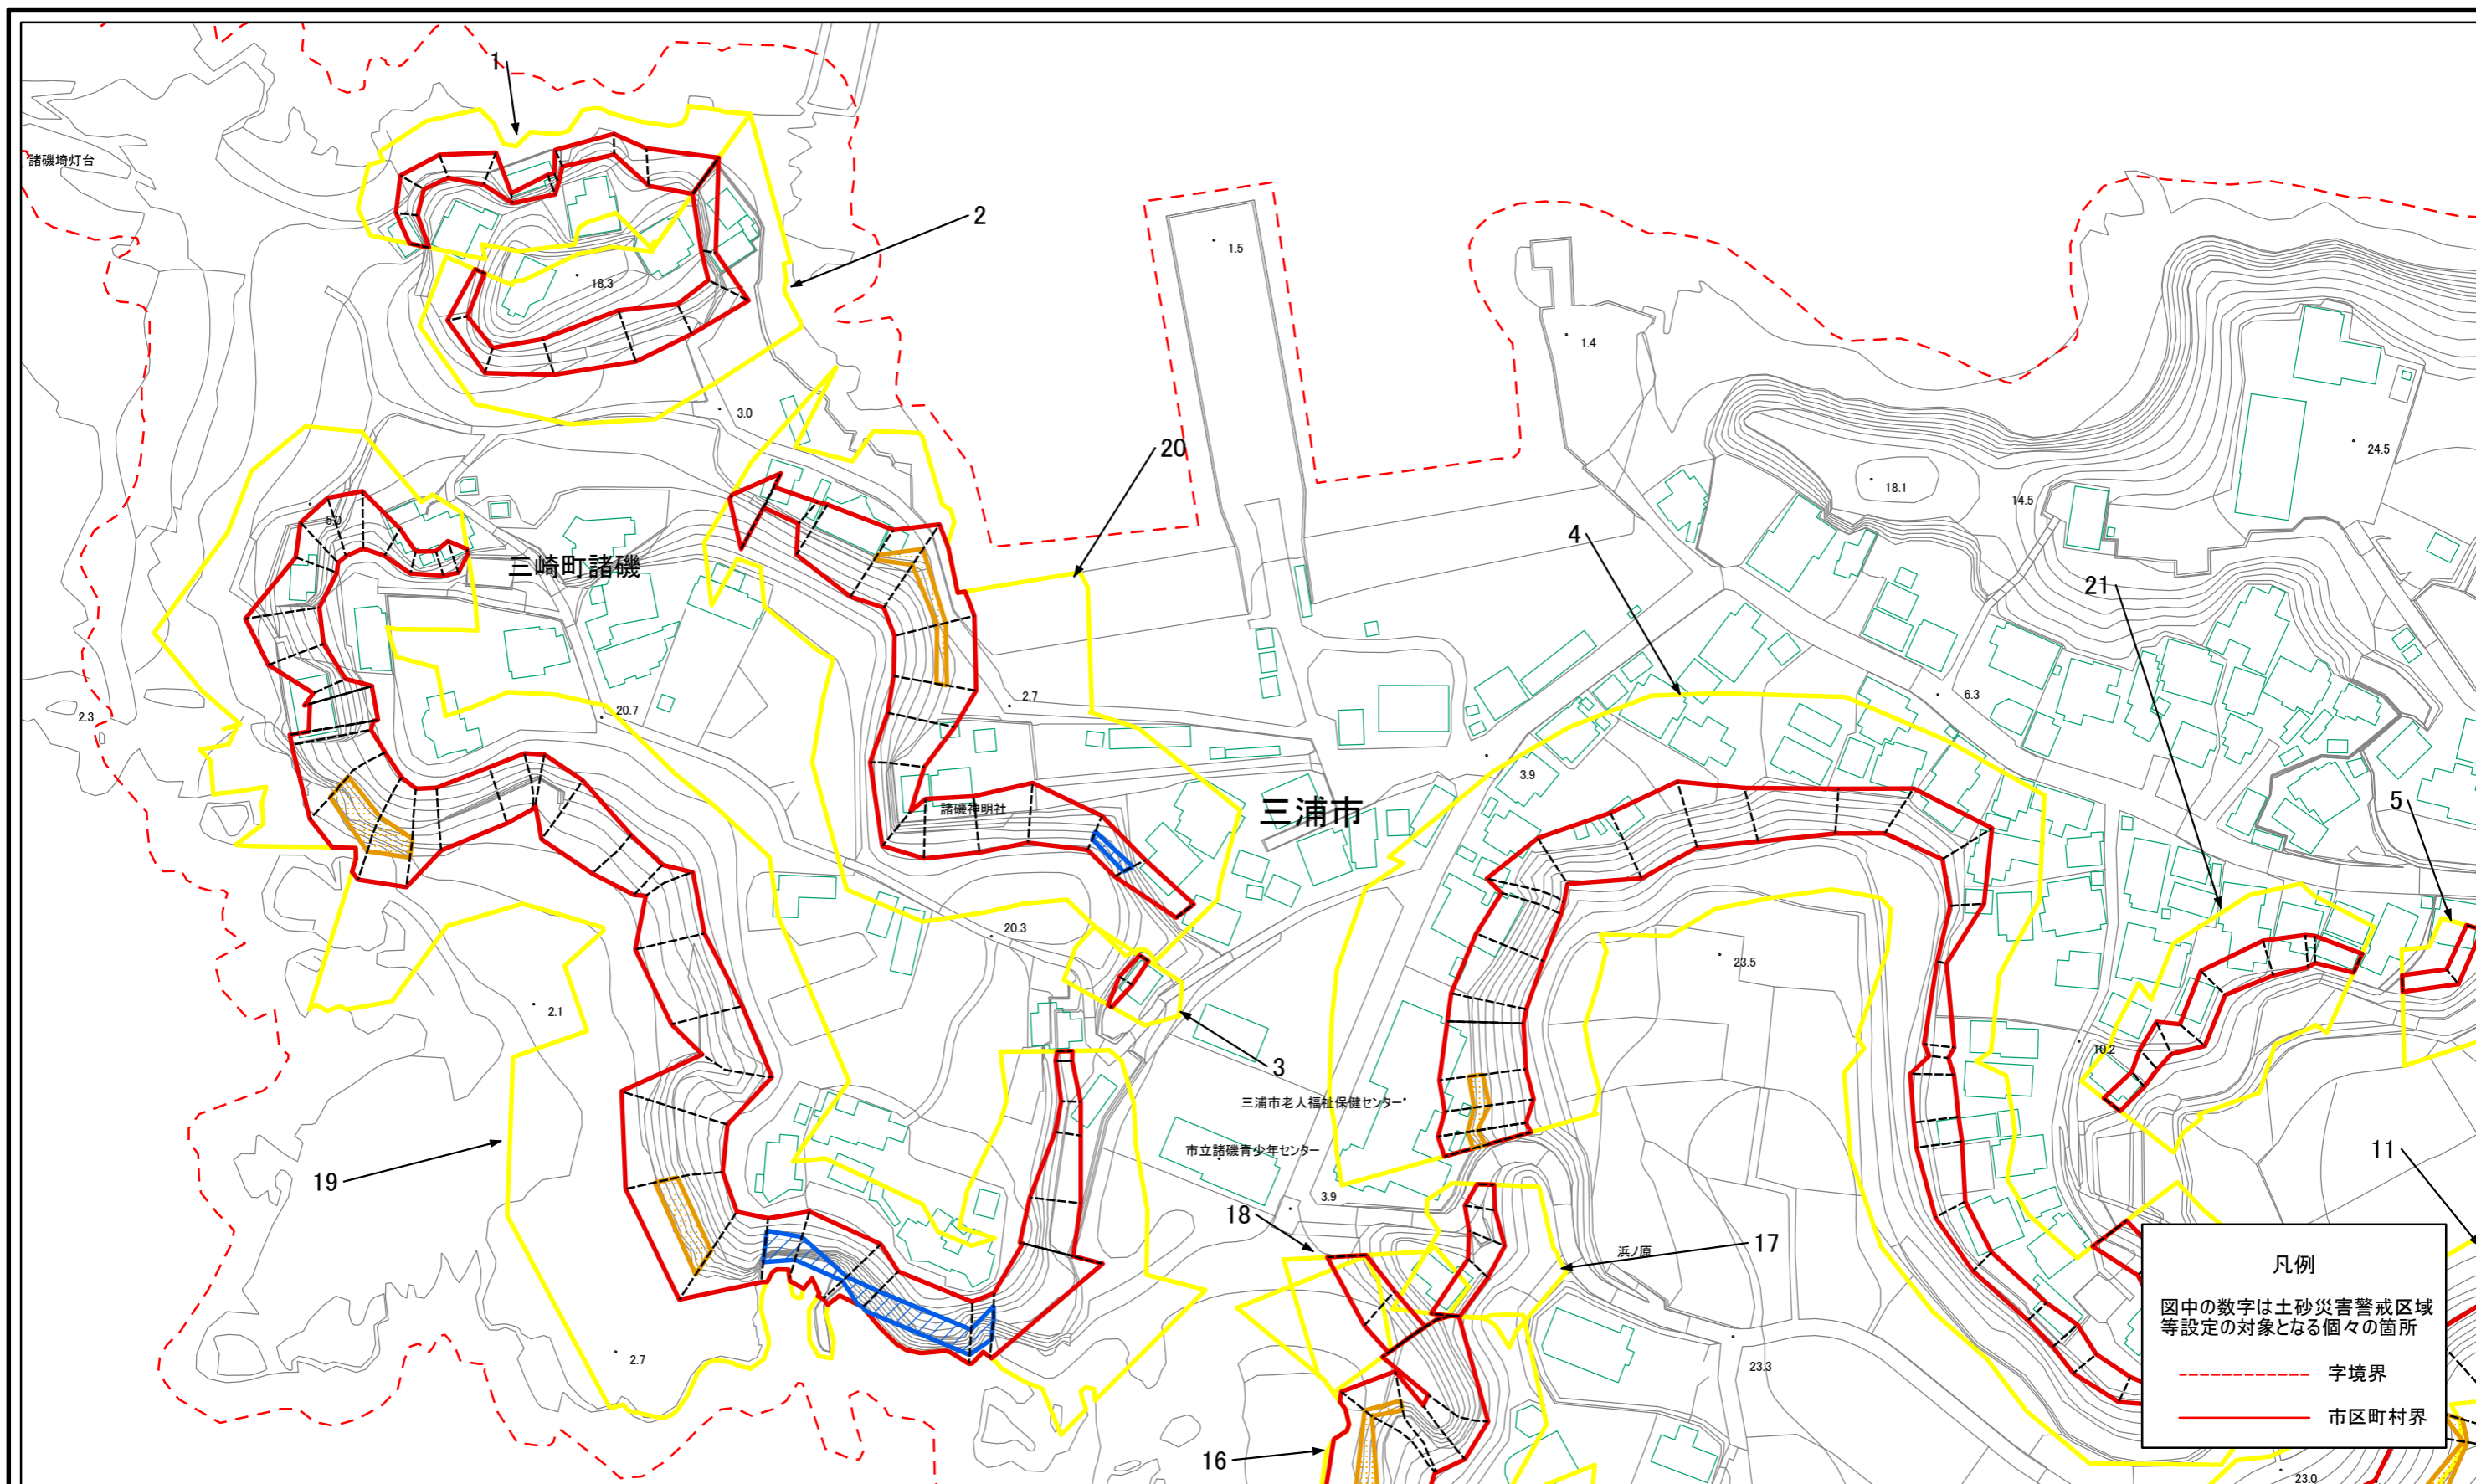 1
諸磯埼灯台
2
1.5
18.3
1.4
3.0
20
24.5
18.1
14.5
5.0
三崎町諸磯
4
21
6.3
2.7
2.3
20.7
3.9
5
諸磯神明社
三浦市
20.3
23.5
2.1
10.2
3
三浦市老人福祉保健センター
市立諸磯青少年センター
11
19
3.9
18
17
浜ノ原
凡例
図中の数字は土砂災害警戒区域
等設定の対象となる個々の箇所
2.7
23.3
字境界
市区町村界
16
23.0